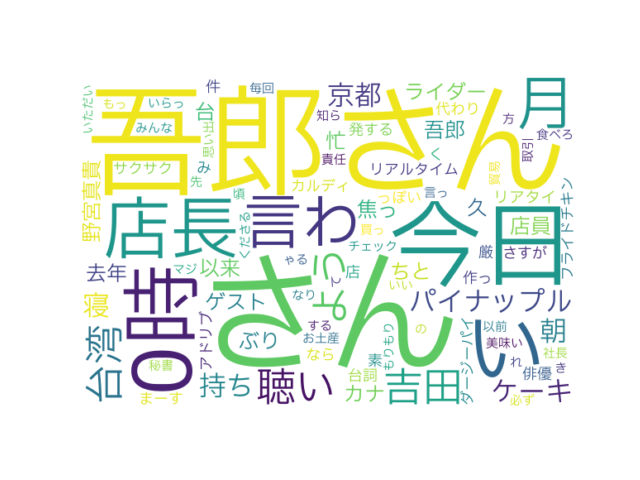 吾郎さん
さん
今日
0時
店長
言わ
い
月
よう
聴い
吉田
台湾
持ち
パイナップル
ケーキ
京都
ライダー
代わり
吾郎
忙
発する
件
毎回
知ら
方
食べろ
取引
いただい
もっ
いらっ
みんな
台
思い出
サクサク
み
先
責任
リアルタイム
く
貿易
カルディ
っぽい
言っ
リアタイ
フライドチキン
野宮真貴
頃
くださる
焦っ
久
買っ
厳
店員
チェック
さすが
去年
マジ
以来
ゃる
店
て
いい
ちと
作っ
寝
ゲスト
なり
アドリブ
ぶり
する
お土産
なら
素
もりもり
の
ダージーパイ
以前
美味い
れ
朝
社長
俳優
き
必ず
秘書
まーす
台詞
カナ